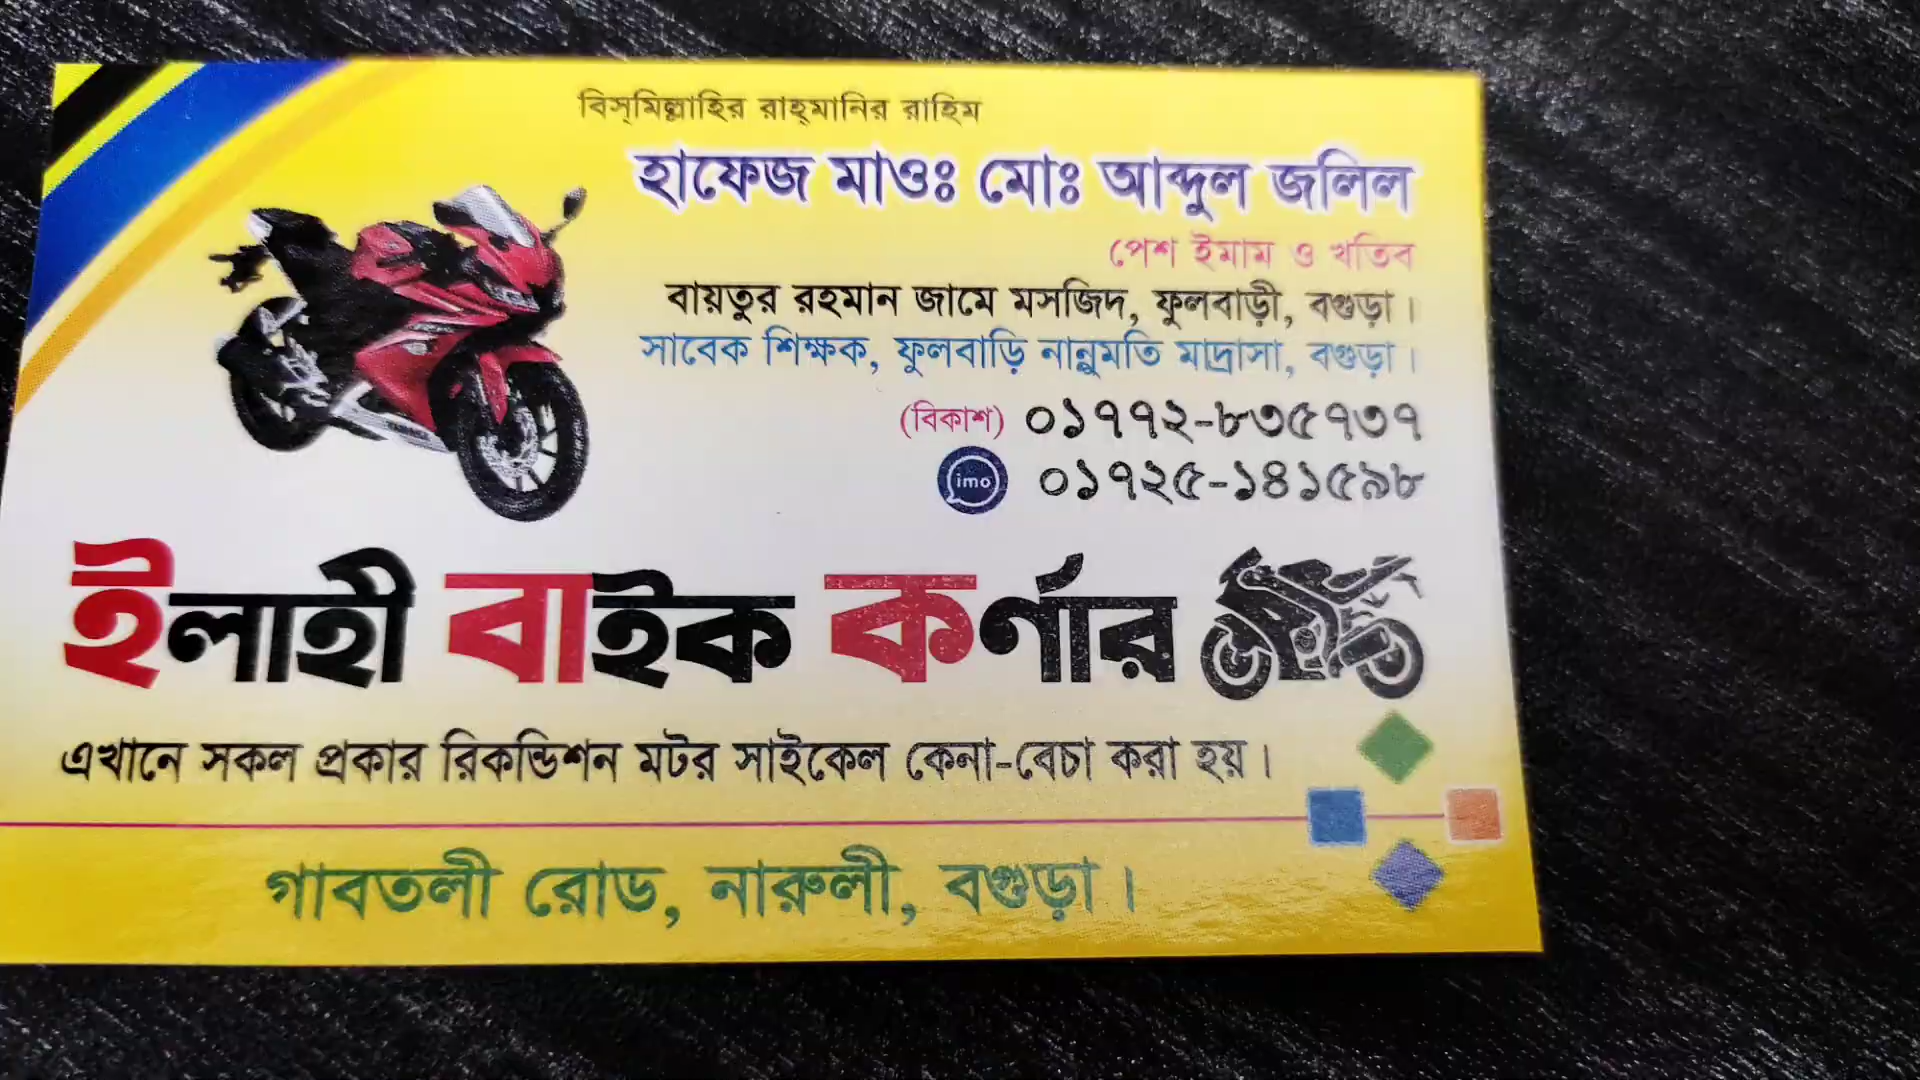 বিস্‌মিল্লাহির রাহ্‌মানির রাহিম
হাফেজ মাওঃ মোঃ আব্দুল জলিল
পেশ ইমাম ও খতিব
বায়তুর রহমান জামে মসজিদ, ফুলবাড়ী, বগুড়া।
সাবেক শিক্ষক, ফুলবাড়ি নান্নুমতি মাদ্রাসা, বগুড়া।
(বিকাশ) ০১৭৭২-৮৩৫৭৩৭
imo ০১৭২৫-১৪১৫৯৮
ইলাহী বাইক কর্ণার
এখানে সকল প্রকার রিকন্ডিশন মটর সাইকেল কেনা-বেচা করা হয়।
গাবতলী রোড, নারুলী, বগুড়া।